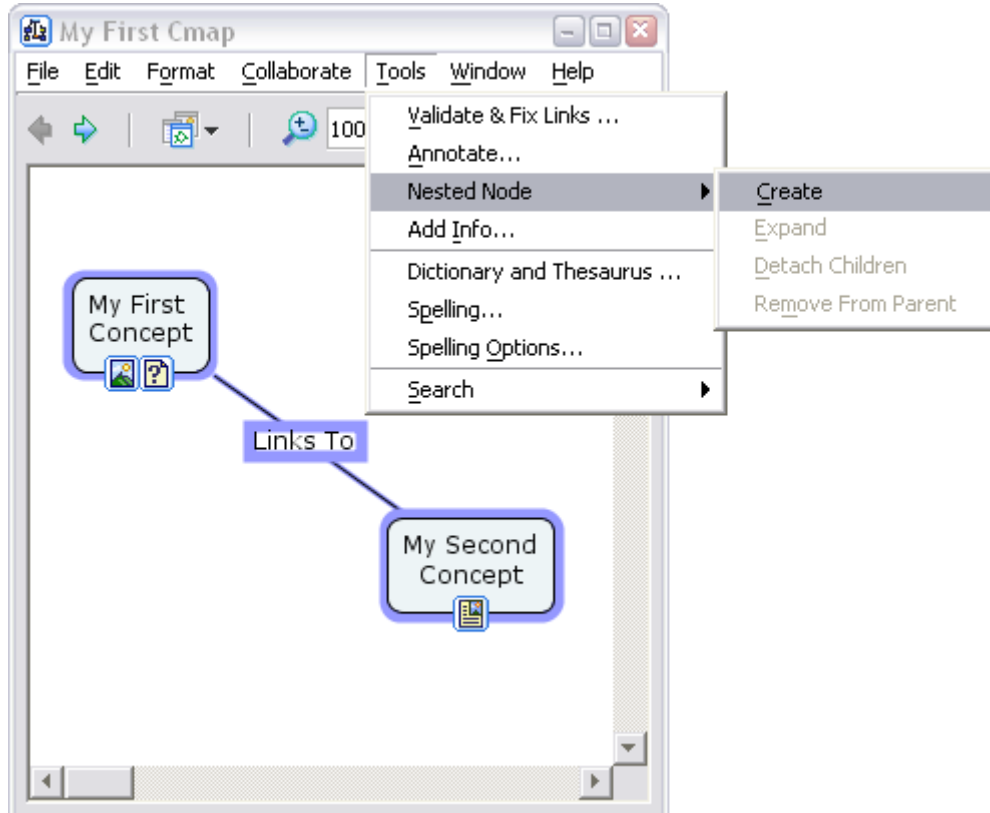 My First Cmap
File Edit Format Collaborate Tools Window Help
100
Validate & Fix Links ...
Annotate...
Nested Node
Add Info...
Dictionary and Thesaurus ...
Spelling...
Spelling Options...
Search
Create
Expand
Detach Children
Remove From Parent
My First
Concept
Links To
My Second
Concept